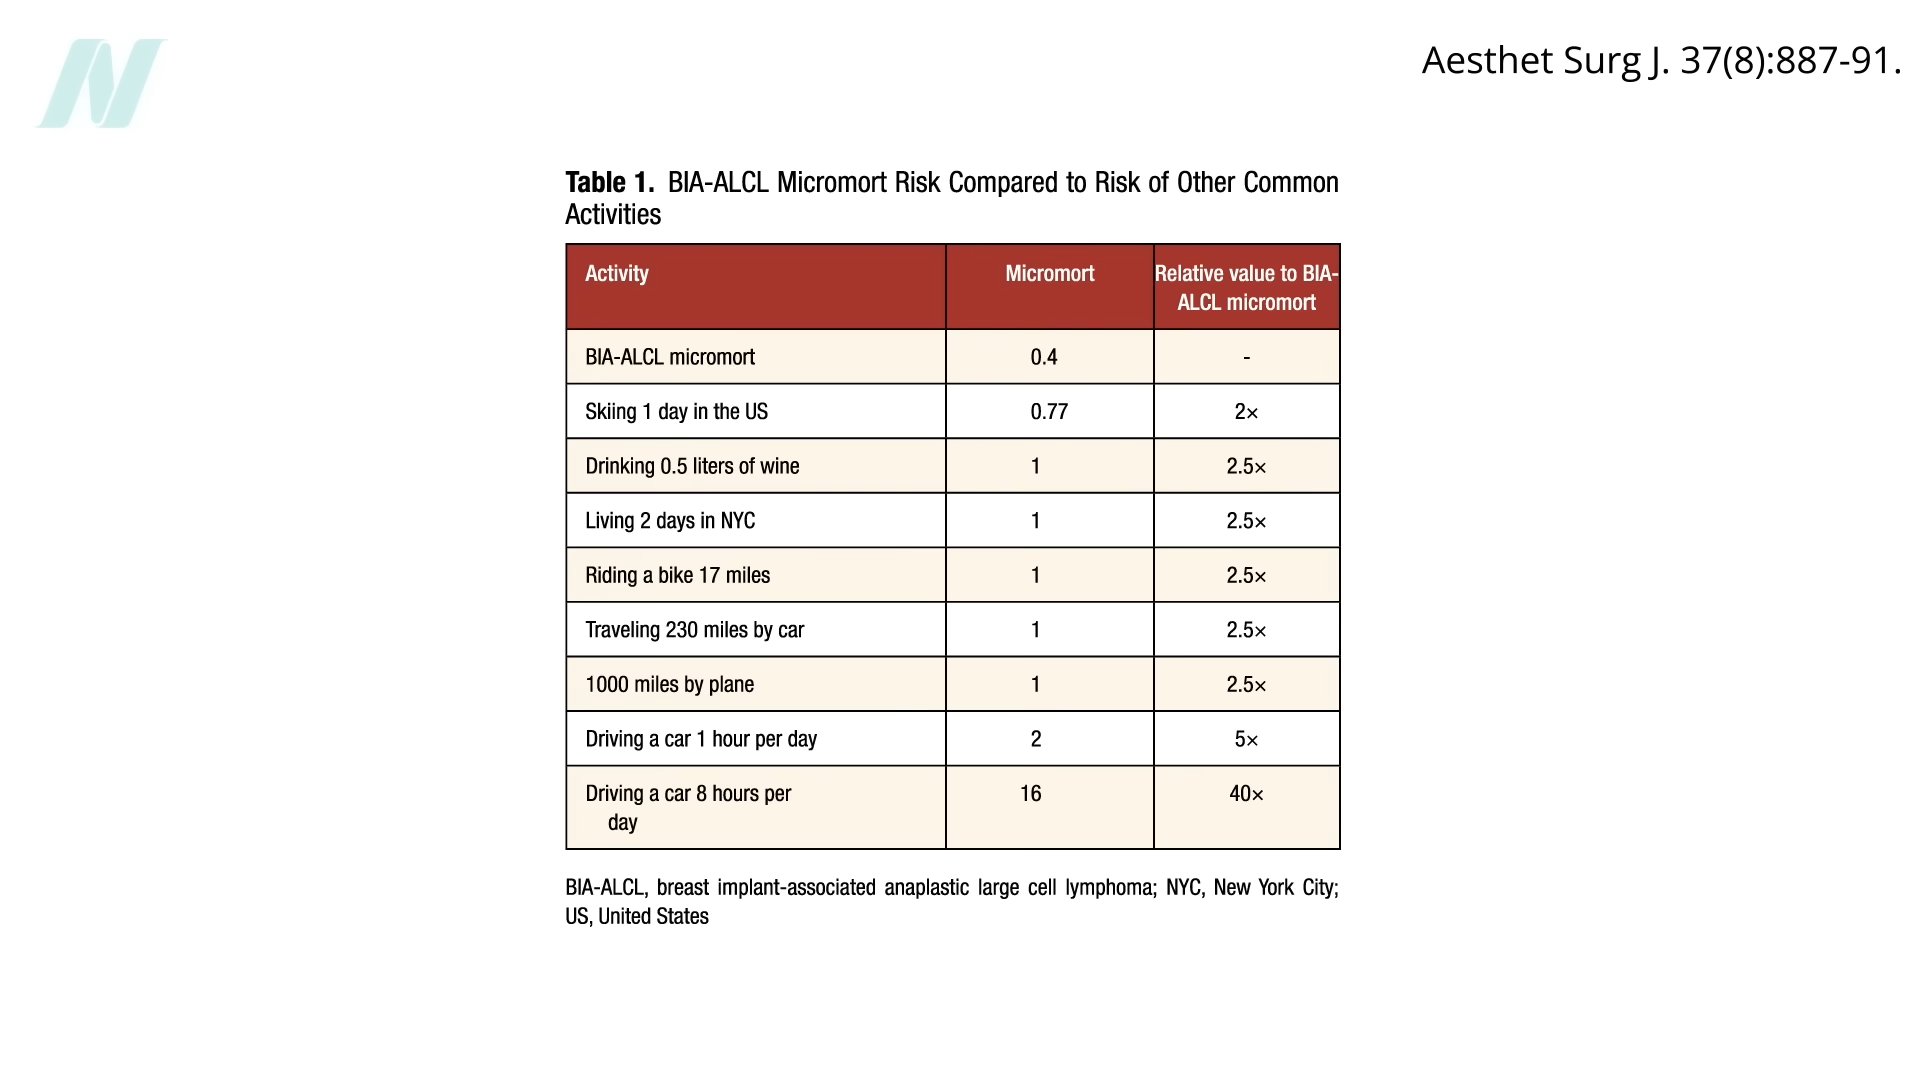 Aesthet Surg J. 37(8):887-91.
Table 1. BIA-ALCL Micromort Risk Compared to Risk of Other Common
Activities
Activity Micromort Relative value to BIA-
ALCL micromort
BIA-ALCL micromort 0.4 -
Skiing 1 day in the US 0.77 2×
Drinking 0.5 liters of wine 1 2.5×
Living 2 days in NYC 1 2.5×
Riding a bike 17 miles 1 2.5×
Traveling 230 miles by car 1 2.5×
1000 miles by plane 1 2.5×
Driving a car 1 hour per day 2 5×
Driving a car 8 hours per 16 40×
day
BIA-ALCL, breast implant-associated anaplastic large cell lymphoma; NYC, New York City;
US, United States